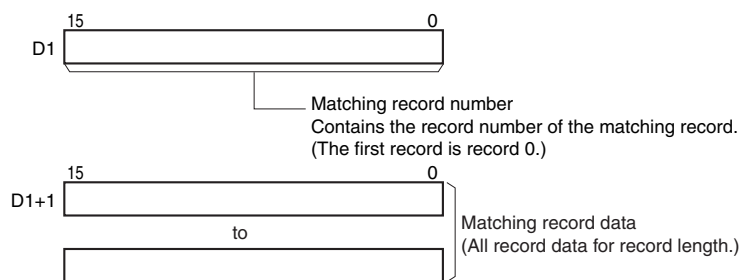 15 0
D1
Matching record number
Contains the record number of the matching record.
(The first record is record 0.)
15 0
D1+1
to
Matching record data
(All record data for record length.)